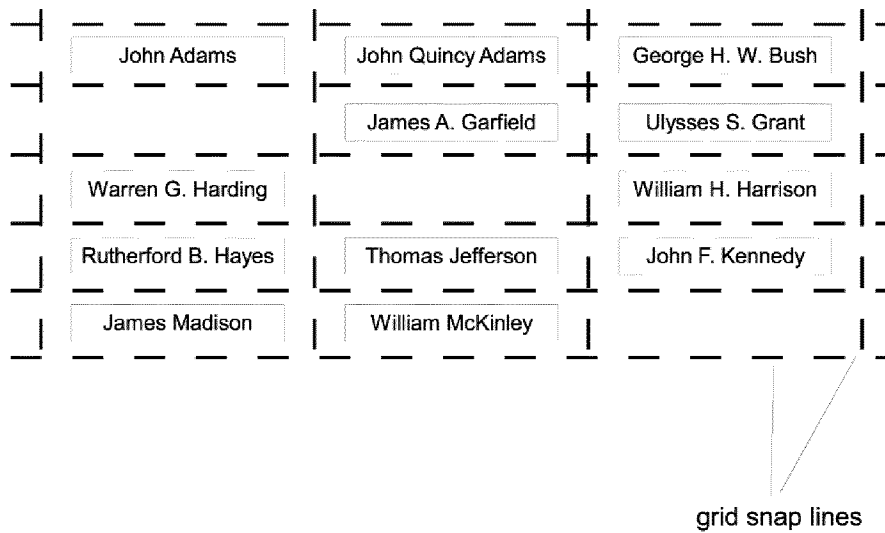 John Adams
John Quincy Adams
George H. W. Bush
James A. Garfield
Ulysses S. Grant
Warren G. Harding
William H. Harrison
Rutherford B. Hayes
Thomas Jefferson
John F. Kennedy
James Madison
William McKinley
grid snap lines